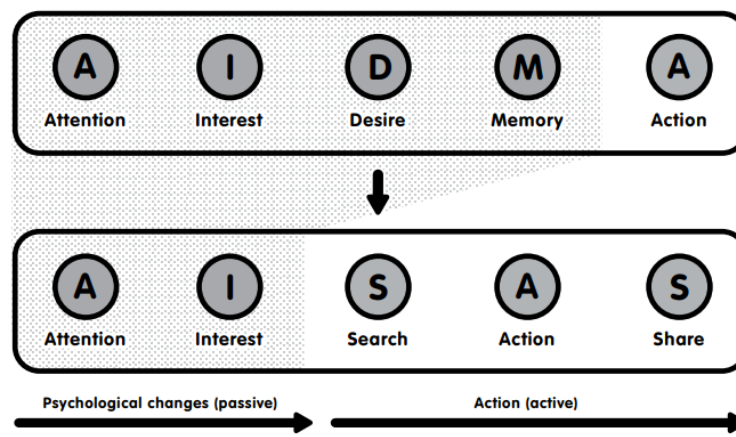 A I D M A
Attention Interest Desire Memory Action
A I S A S
Attention Interest Search Action Share
Psychological changes (passive) Action (active)